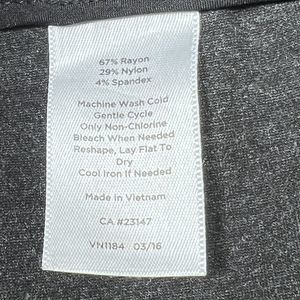 67% Rayon
29% Nylon
4% Spandex
Machine Wash Cold
Gentle Cycle
Only Non-Chlorine
Bleach When Needed
Reshape, Lay Flat To
Dry
Cool Iron If Needed
Made in Vietnam
CA #23147
VN1184 03/16